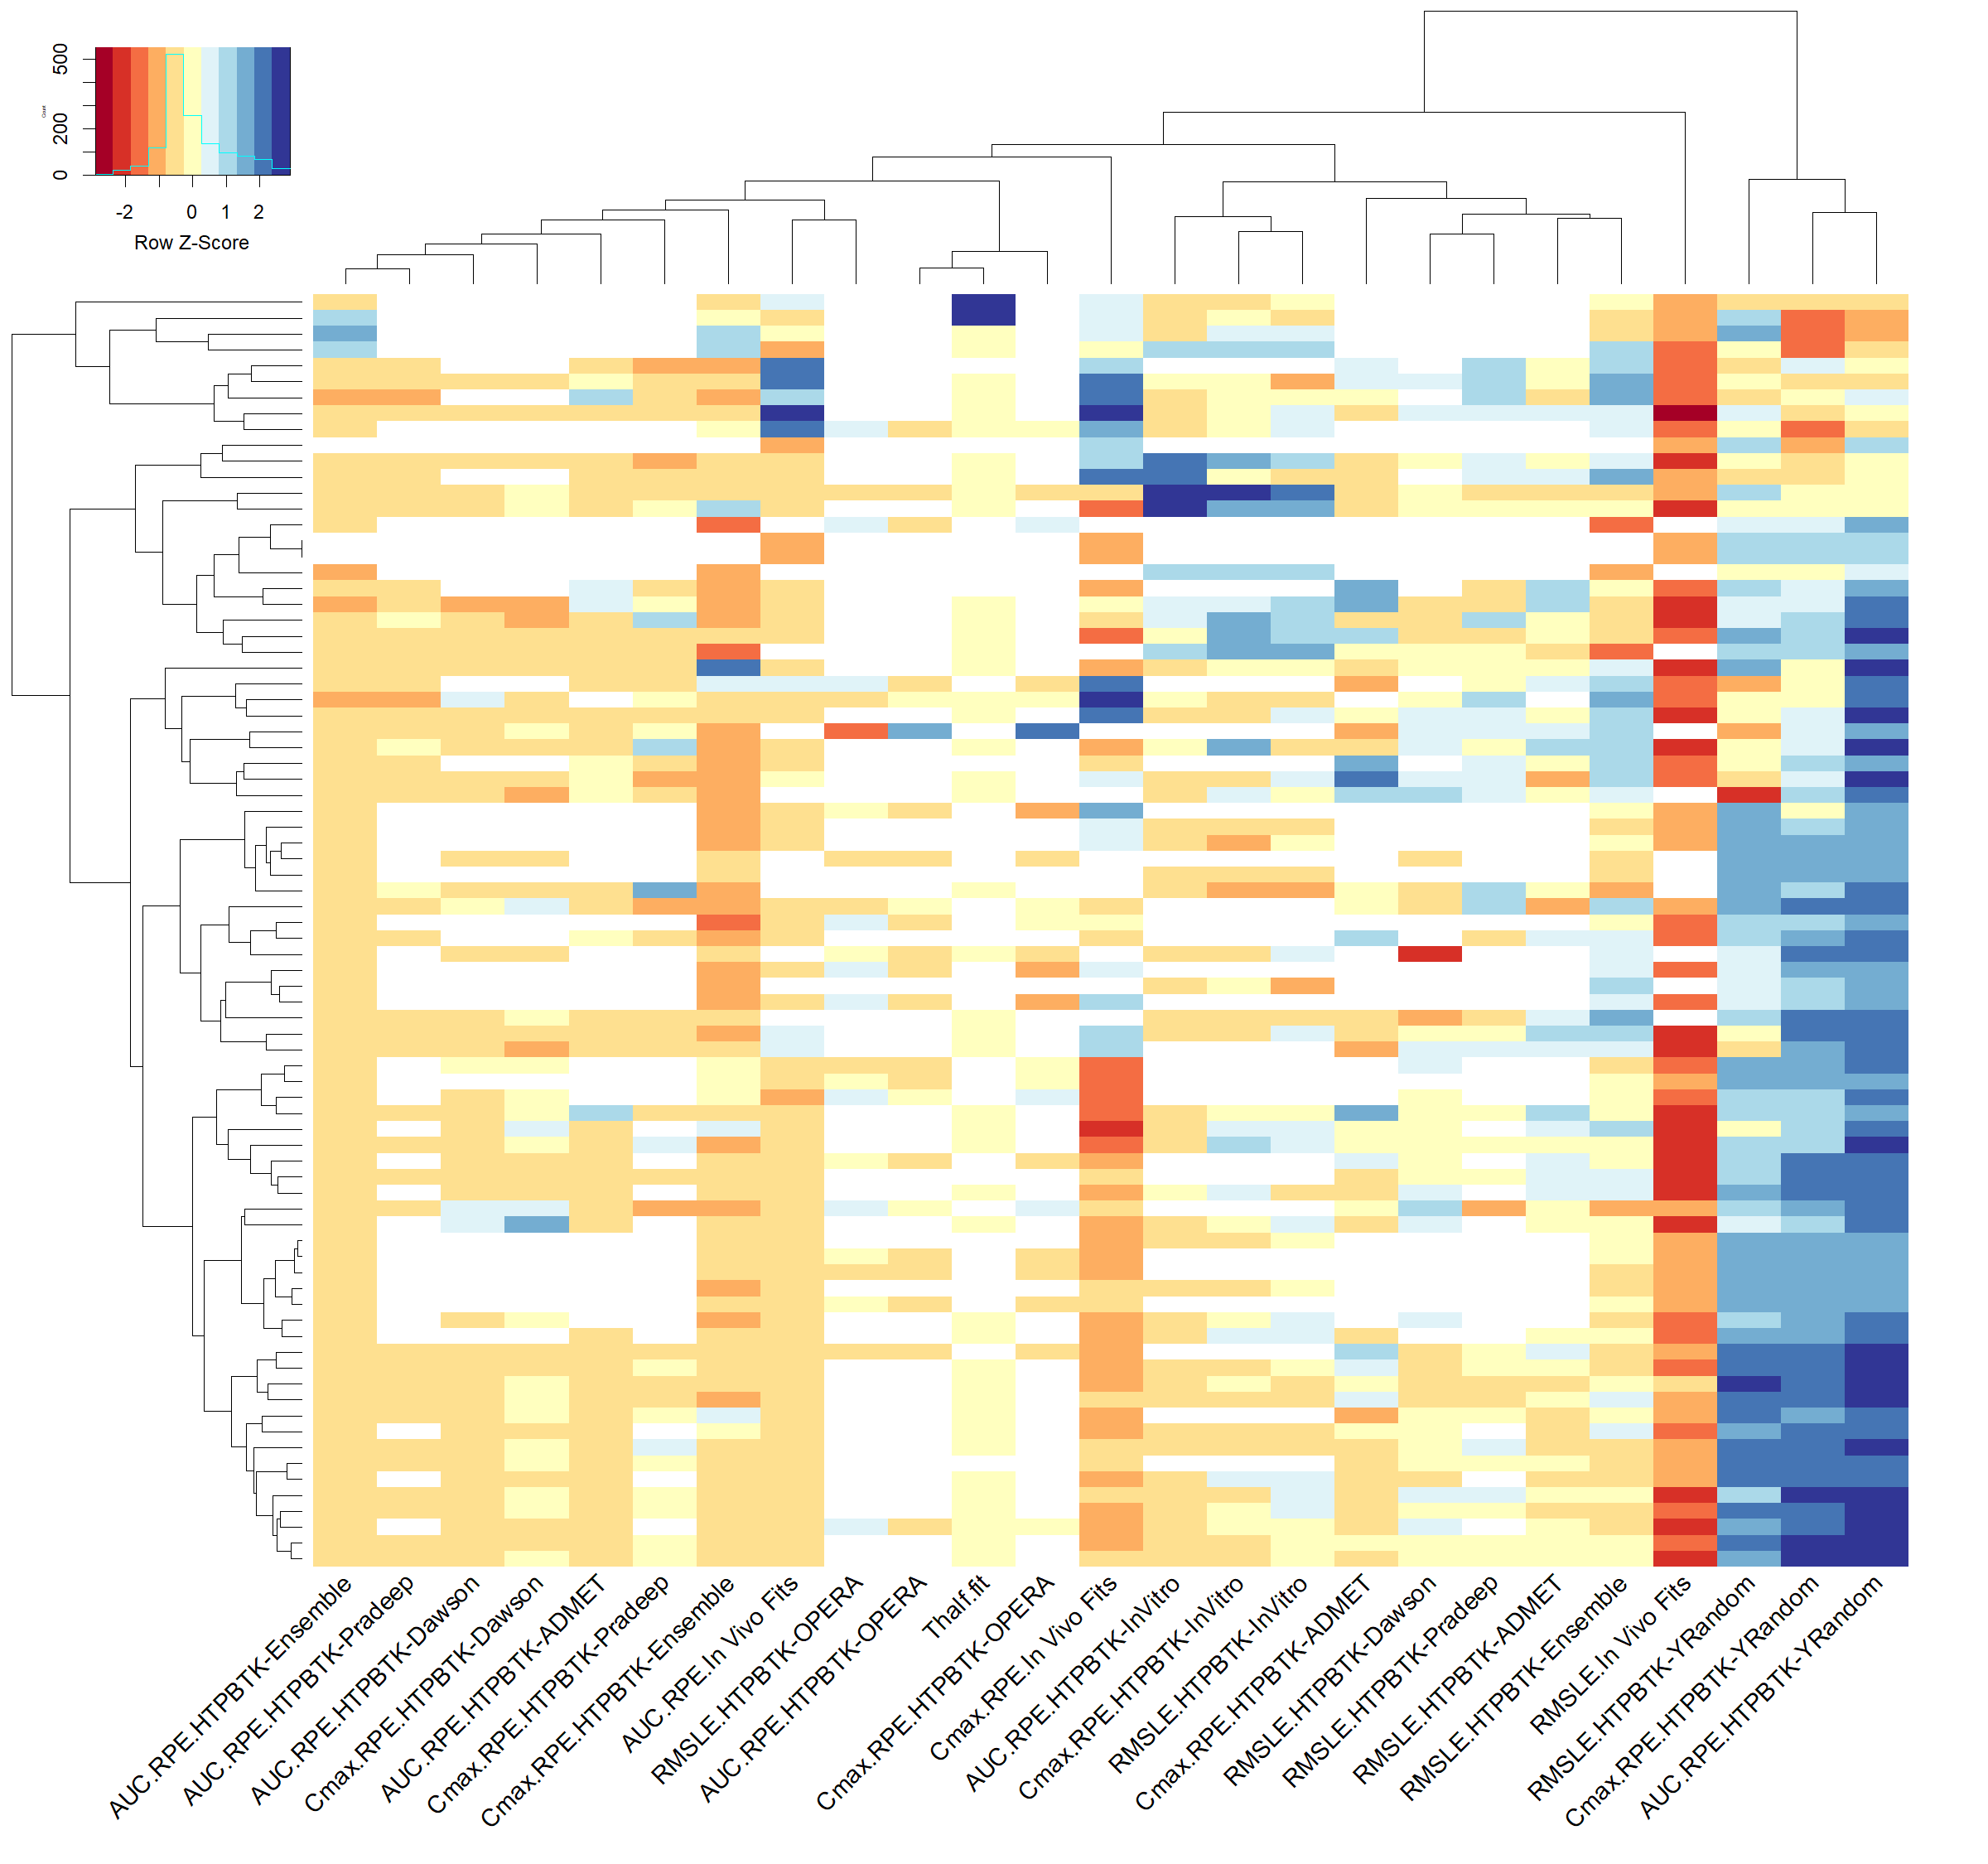 500
200
0
Count
-2
0
1
2
Row Z-Score
AUC.RPE.HTPBTK-Ensemble
AUC.RPE.HTPBTK-Pradeep
AUC.RPE.HTPBTK-Dawson
Cmax.RPE.HTPBTK-Dawson
AUC.RPE.HTPBTK-ADMET
Cmax.RPE.HTPBTK-Pradeep
Cmax.RPE.HTPBTK-Ensemble
AUC.RPE.In Vivo Fits
RMSLE.HTPBTK-OPERA
AUC.RPE.HTPBTK-OPERA
Thalf.fit
Cmax.RPE.HTPBTK-OPERA
Cmax.RPE.In Vivo Fits
AUC.RPE.HTPBTK-InVitro
Cmax.RPE.HTPBTK-InVitro
RMSLE.HTPBTK-InVitro
Cmax.RPE.HTPBTK-ADMET
RMSLE.HTPBTK-Dawson
RMSLE.HTPBTK-Pradeep
RMSLE.HTPBTK-ADMET
RMSLE.HTPBTK-Ensemble
RMSLE.In Vivo Fits
RMSLE.HTPBTK-YRandom
Cmax.RPE.HTPBTK-YRandom
AUC.RPE.HTPBTK-YRandom